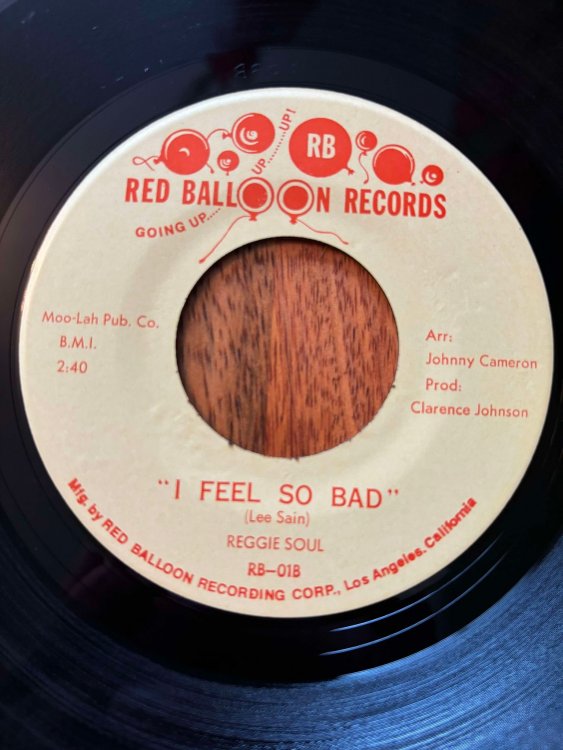 RB
RED BALLOON RECORDS
GOING UP..... UP......... UP!
Moo-Lah Pub. Co.
B.M.I.
2:40
Arr:
Johnny Cameron
Prod:
Clarence Johnson
"I FEEL SO BAD"
(Lee Sain)
REGGIE SOUL
RB—01B
Mfg. by RED BALLOON RECORDING CORP., Los Angeles, California